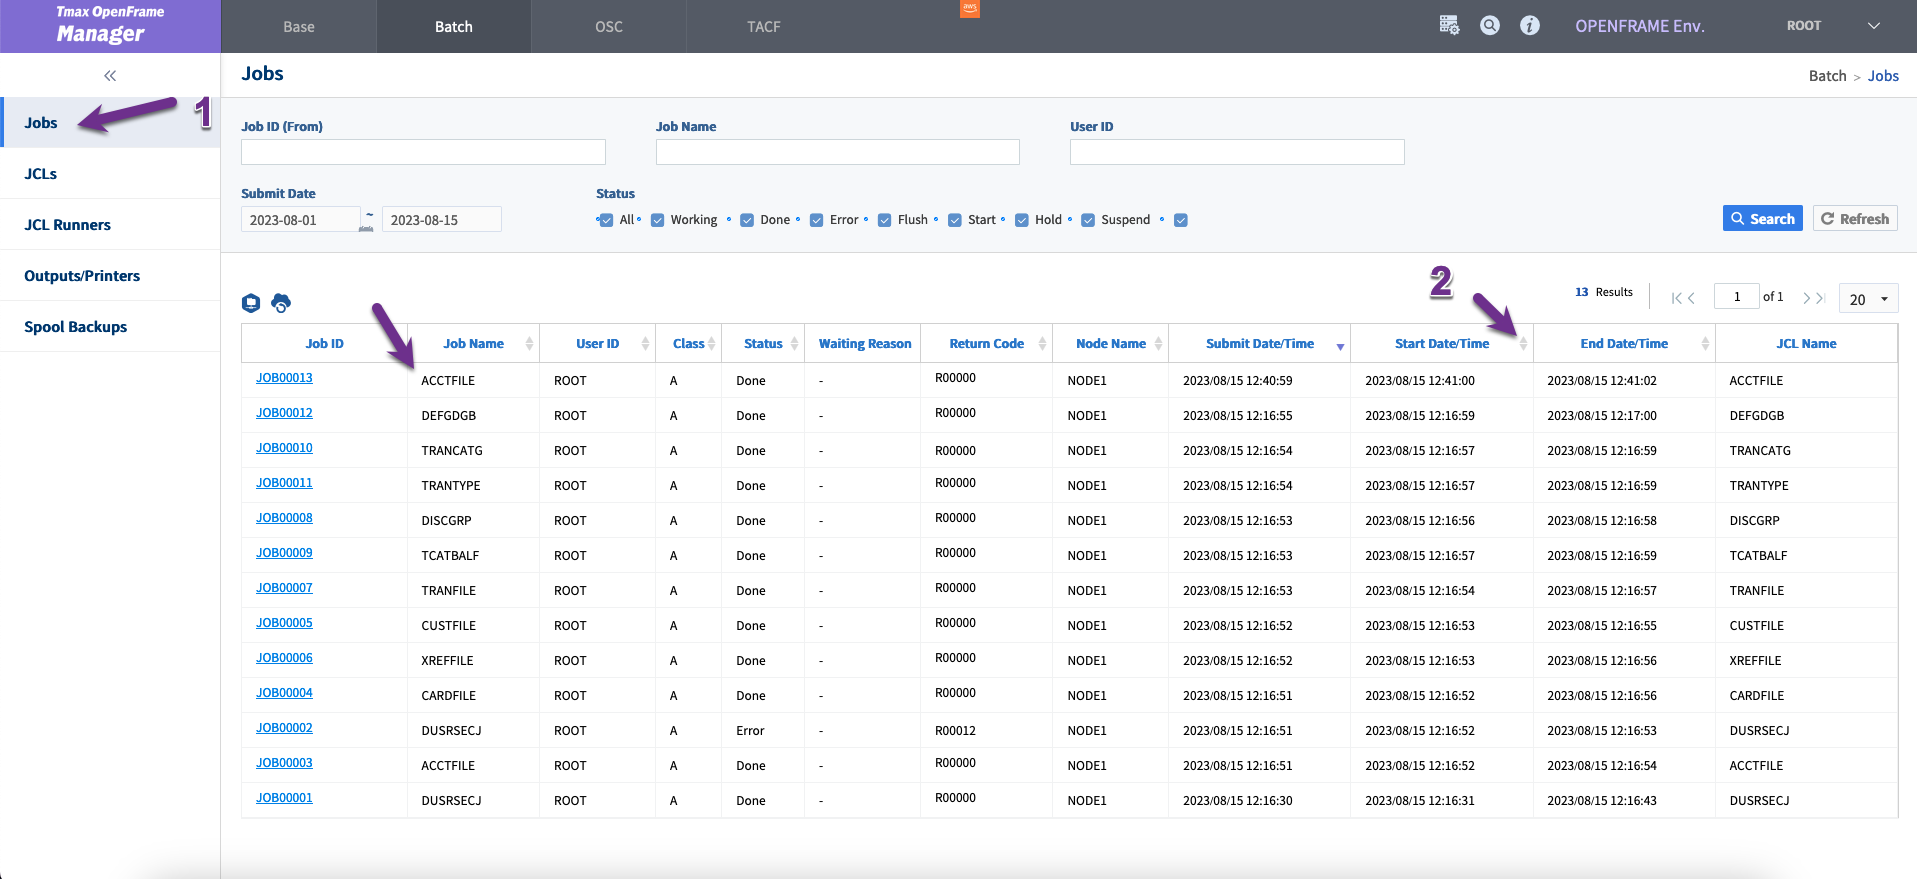 Tmax OpenFrame
Manager
Base
Batch
OSC
TACF
aws
OPENFRAME Env.
ROOT
Jobs
JCLs
JCL Runners
Outputs/Printers
Spool Backups
1
Jobs
Batch > Jobs
Job ID (From)
Job Name
User ID
Submit Date
2023-08-01 ~ 2023-08-15
Status
All Working Done Error Flush Start Hold Suspend
Search Refresh
2
13 Results
1 of 1
20
Job ID Job Name User ID Class Status Waiting Reason Return Code Node Name Submit Date/Time Start Date/Time End Date/Time JCL Name
JOB00013 ACCTFILE ROOT A Done - R00000 NODE1 2023/08/15 12:40:59 2023/08/15 12:41:00 2023/08/15 12:41:02 ACCTFILE
JOB00012 DEFGDGB ROOT A Done - R00000 NODE1 2023/08/15 12:16:55 2023/08/15 12:16:59 2023/08/15 12:17:00 DEFGDGB
JOB00010 TRANCATG ROOT A Done - R00000 NODE1 2023/08/15 12:16:54 2023/08/15 12:16:57 2023/08/15 12:16:59 TRANCATG
JOB00011 TRANTYPE ROOT A Done - R00000 NODE1 2023/08/15 12:16:54 2023/08/15 12:16:57 2023/08/15 12:16:59 TRANTYPE
JOB00008 DISCGRP ROOT A Done - R00000 NODE1 2023/08/15 12:16:53 2023/08/15 12:16:56 2023/08/15 12:16:58 DISCGRP
JOB00009 TCATBALF ROOT A Done - R00000 NODE1 2023/08/15 12:16:53 2023/08/15 12:16:57 2023/08/15 12:16:59 TCATBALF
JOB00007 TRANFILE ROOT A Done - R00000 NODE1 2023/08/15 12:16:53 2023/08/15 12:16:54 2023/08/15 12:16:57 TRANFILE
JOB00005 CUSTFILE ROOT A Done - R00000 NODE1 2023/08/15 12:16:52 2023/08/15 12:16:53 2023/08/15 12:16:55 CUSTFILE
JOB00006 XREFFILE ROOT A Done - R00000 NODE1 2023/08/15 12:16:52 2023/08/15 12:16:53 2023/08/15 12:16:56 XREFFILE
JOB00004 CARDFILE ROOT A Done - R00000 NODE1 2023/08/15 12:16:51 2023/08/15 12:16:52 2023/08/15 12:16:56 CARDFILE
JOB00002 DUSRSECJ ROOT A Error - R00012 NODE1 2023/08/15 12:16:51 2023/08/15 12:16:52 2023/08/15 12:16:53 DUSRSECJ
JOB00003 ACCTFILE ROOT A Done - R00000 NODE1 2023/08/15 12:16:51 2023/08/15 12:16:52 2023/08/15 12:16:54 ACCTFILE
JOB00001 DUSRSECJ ROOT A Done - R00000 NODE1 2023/08/15 12:16:30 2023/08/15 12:16:31 2023/08/15 12:16:43 DUSRSECJ